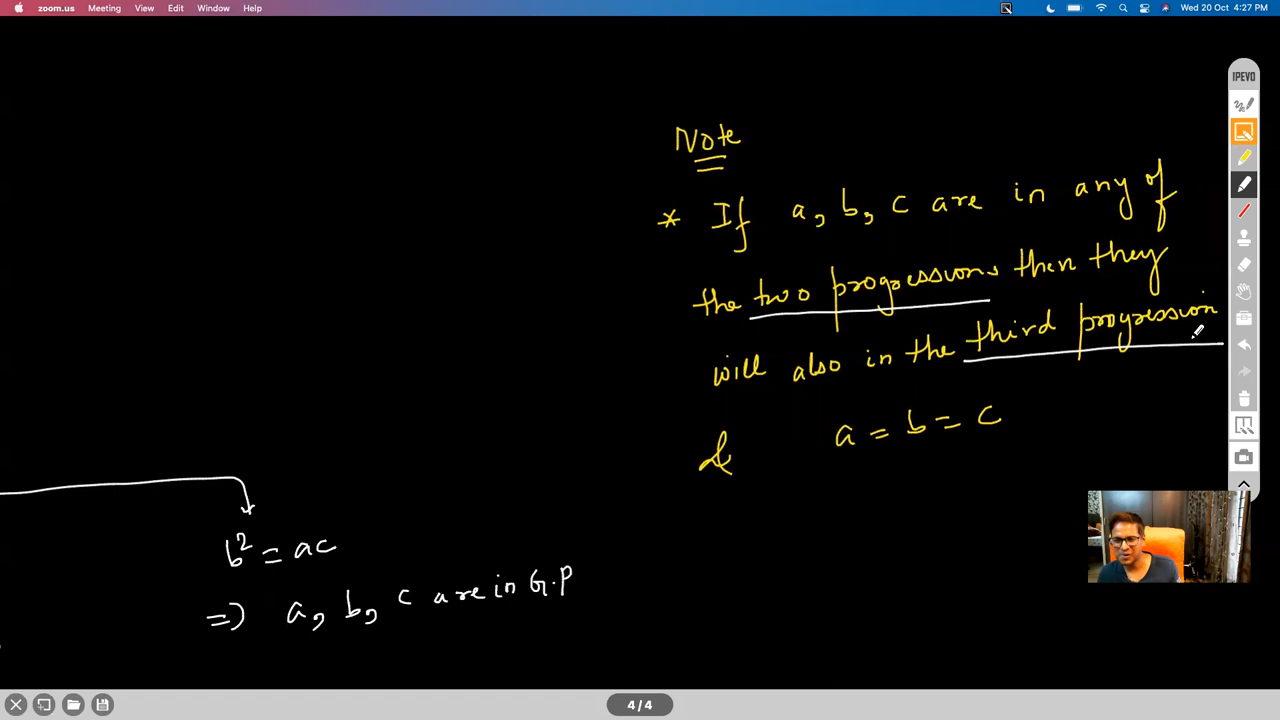 zoom.us Meeting View Edit Window Help Wed 20 Oct 4:27 PM
IPEVO
Note
* If a, b, c are in any of
the two progressions then they
will also in the third progression
& a = b = c
b² = ac
=> a, b, c are in G.P
4/4